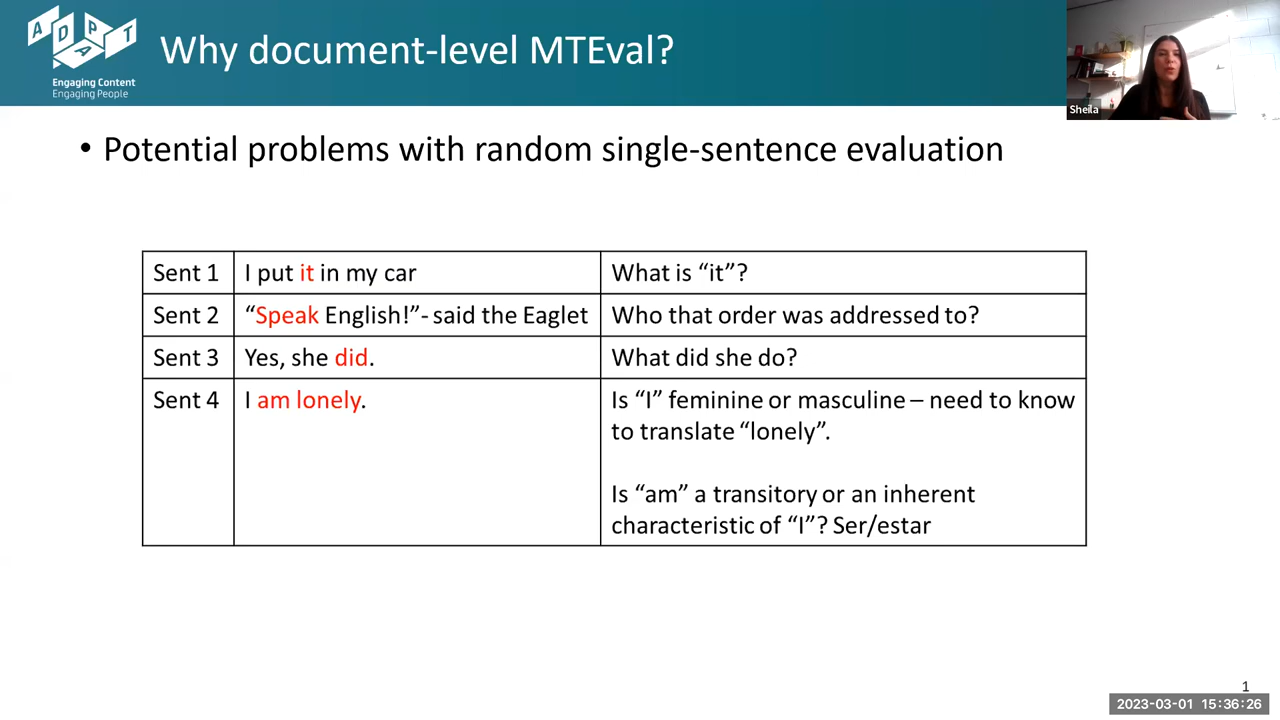 ADAPT
Engaging Content
Engaging People
Why document-level MTEval?
Sheila
• Potential problems with random single-sentence evaluation
Sent 1 I put it in my car What is “it”?
Sent 2 “Speak English!”- said the Eaglet Who that order was addressed to?
Sent 3 Yes, she did. What did she do?
Sent 4 I am lonely. Is “I” feminine or masculine – need to know
to translate “lonely”.
Is “am” a transitory or an inherent
characteristic of “I”? Ser/estar
1
2023-03-01 15:36:26